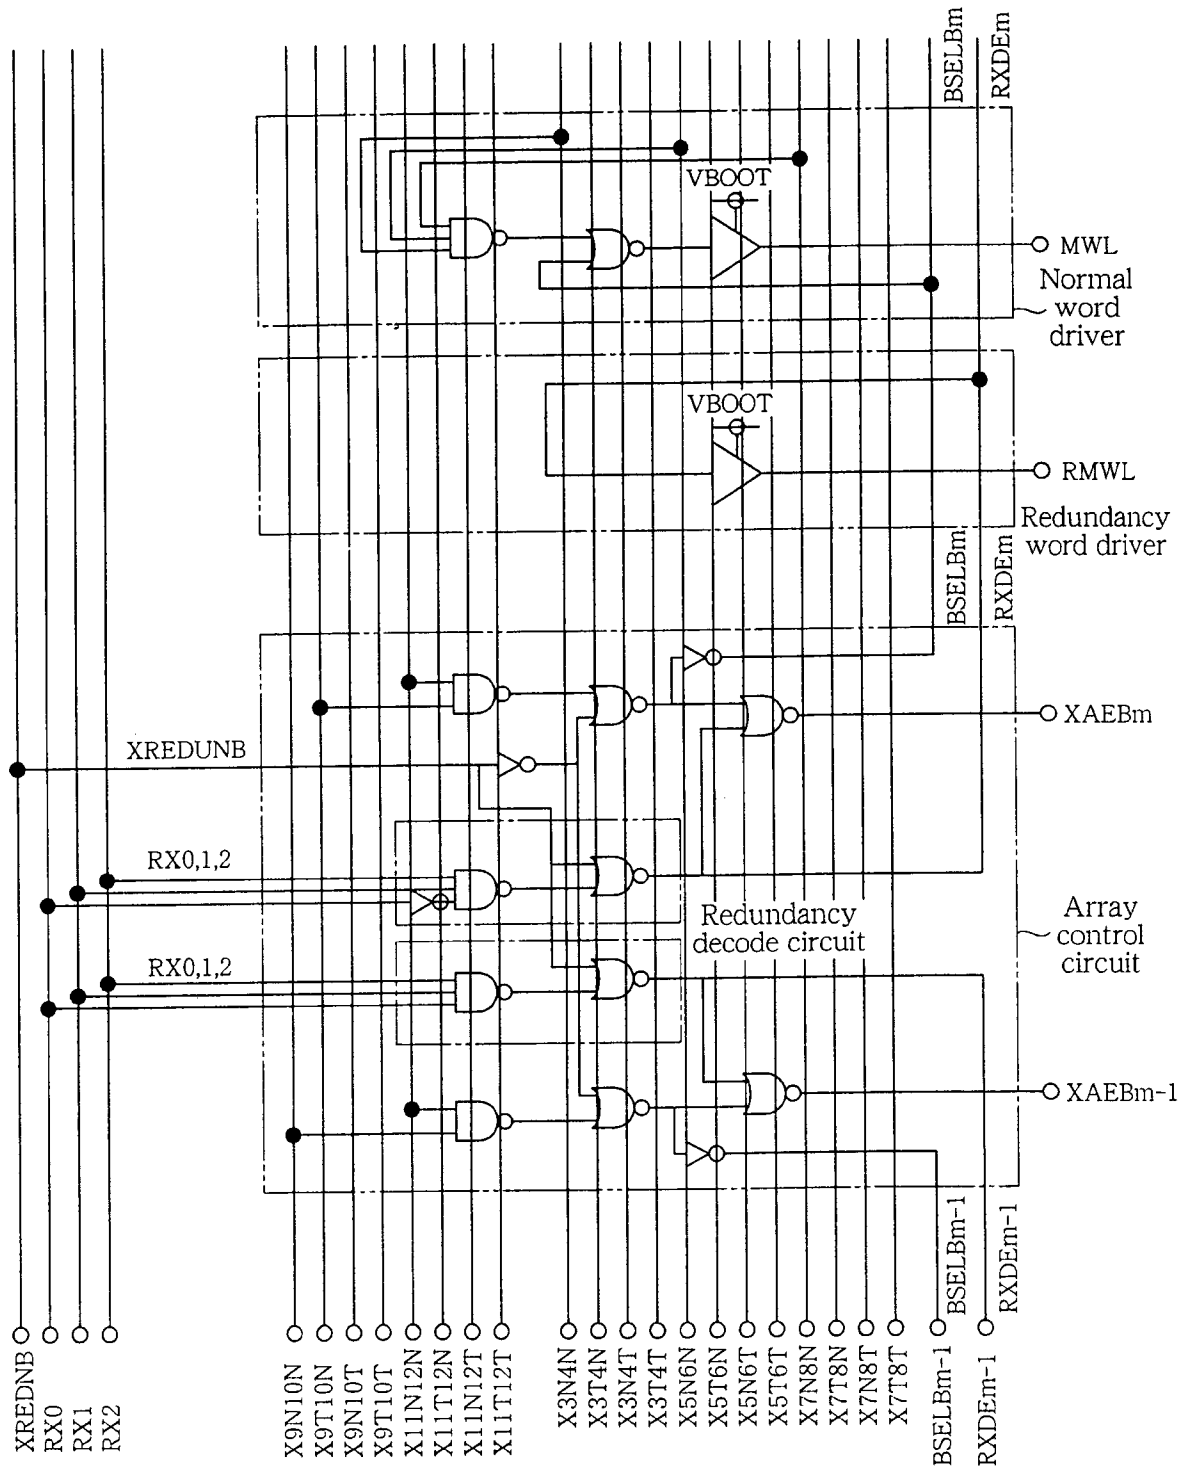 BSELBm
RXDEm
VBOOT
MWL
Normal
word
driver
VBOOT
RMWL
Redundancy
word driver
BSELBm
RXDEm
XAEBm
XREDUNB
RX0,1,2
Redundancy
decode circuit
Array
control
circuit
RX0,1,2
XAEBm-1
BSELBm-1
RXDEm-1
XREDNB
RX0
RX1
RX2
X9N10N
X9T10N
X9N10T
X9T10T
X11N12N
X11T12N
X11N12T
X11T12T
X3N4N
X3T4N
X3N4T
X3T4T
X5N6N
X5T6N
X5N6T
X5T6T
X7N8N
X7T8N
X7N8T
X7T8T
BSELBm-1
RXDEm-1